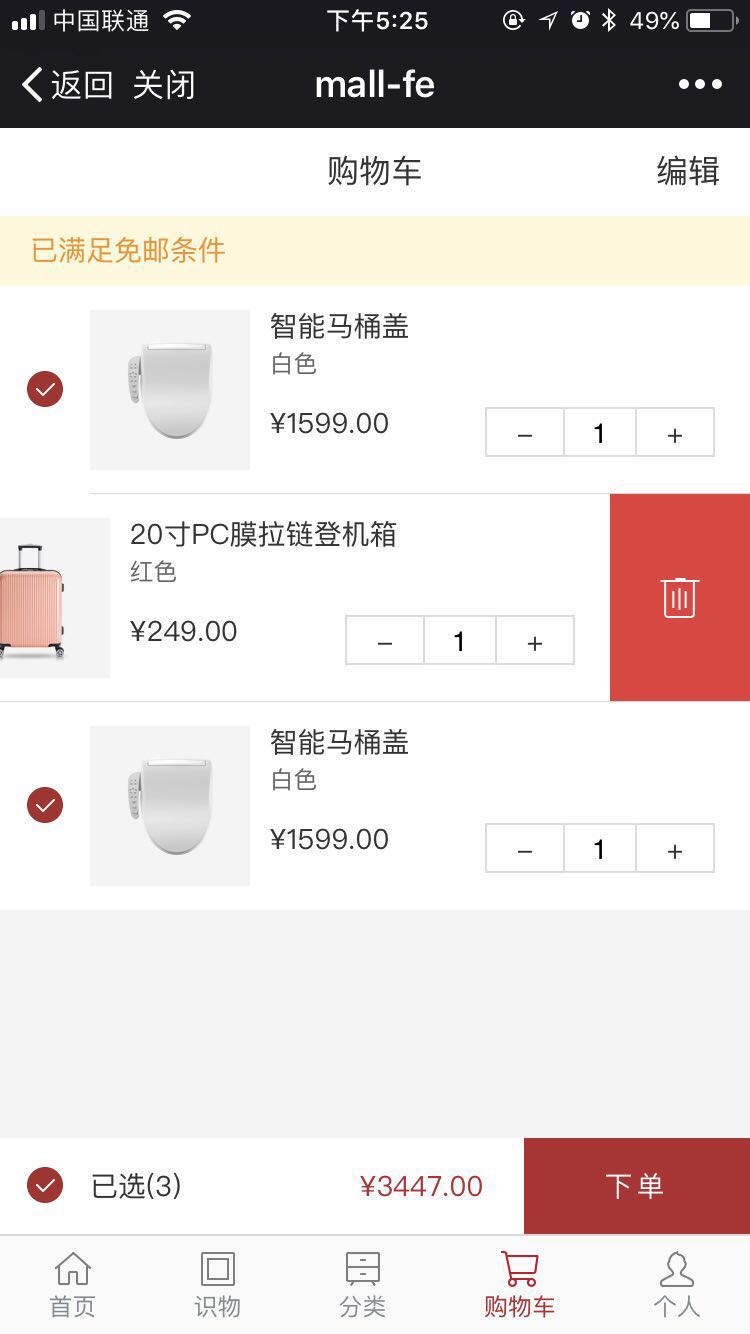 中国联通 下午5:25 49%
返回 关闭 mall-fe
购物车 编辑
已满足免邮条件
智能马桶盖
白色
¥1599.00 − 1 +
20寸PC膜拉链登机箱
红色
¥249.00 − 1 +
智能马桶盖
白色
¥1599.00 − 1 +
已选(3) ¥3447.00 下单
首页 识物 分类 购物车 个人